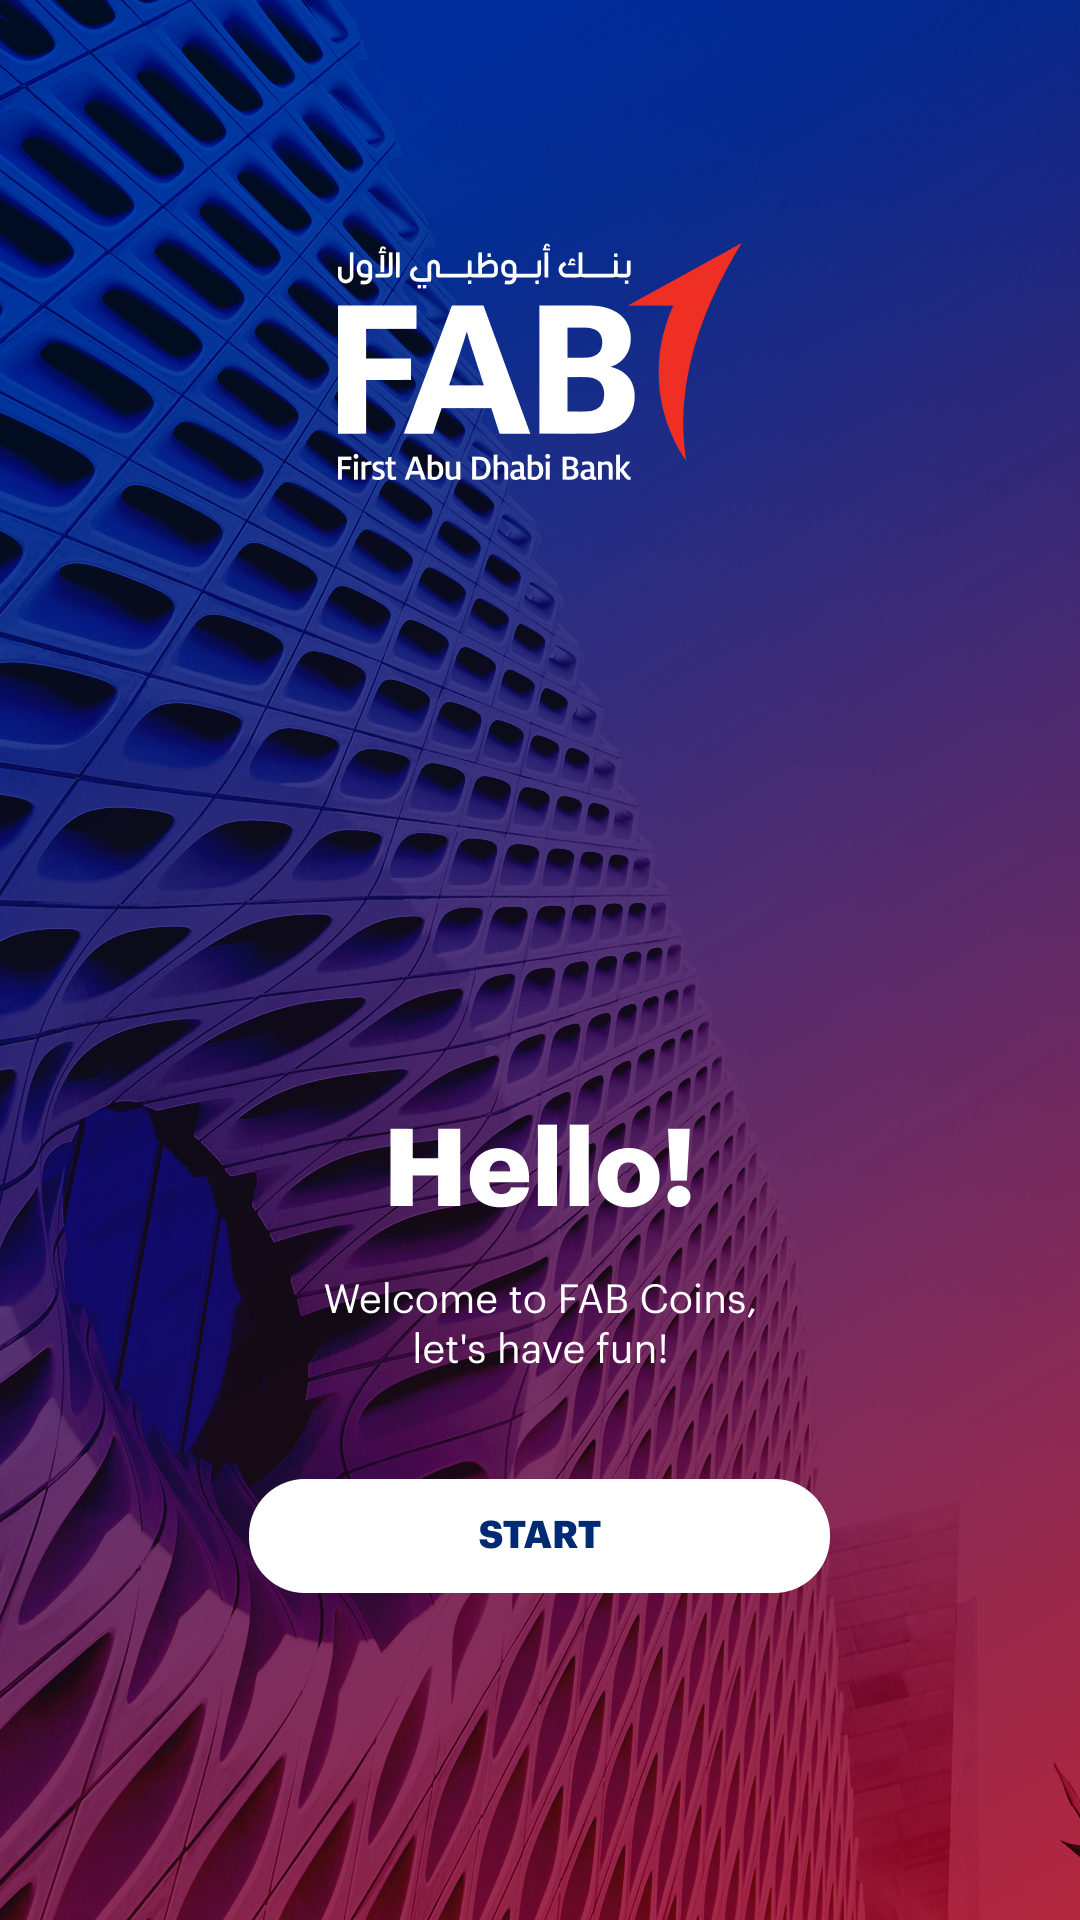 بنك أبوظبي الأول
FAB
First Abu Dhabi Bank
Hello!
Welcome to FAB Coins,
let's have fun!
START